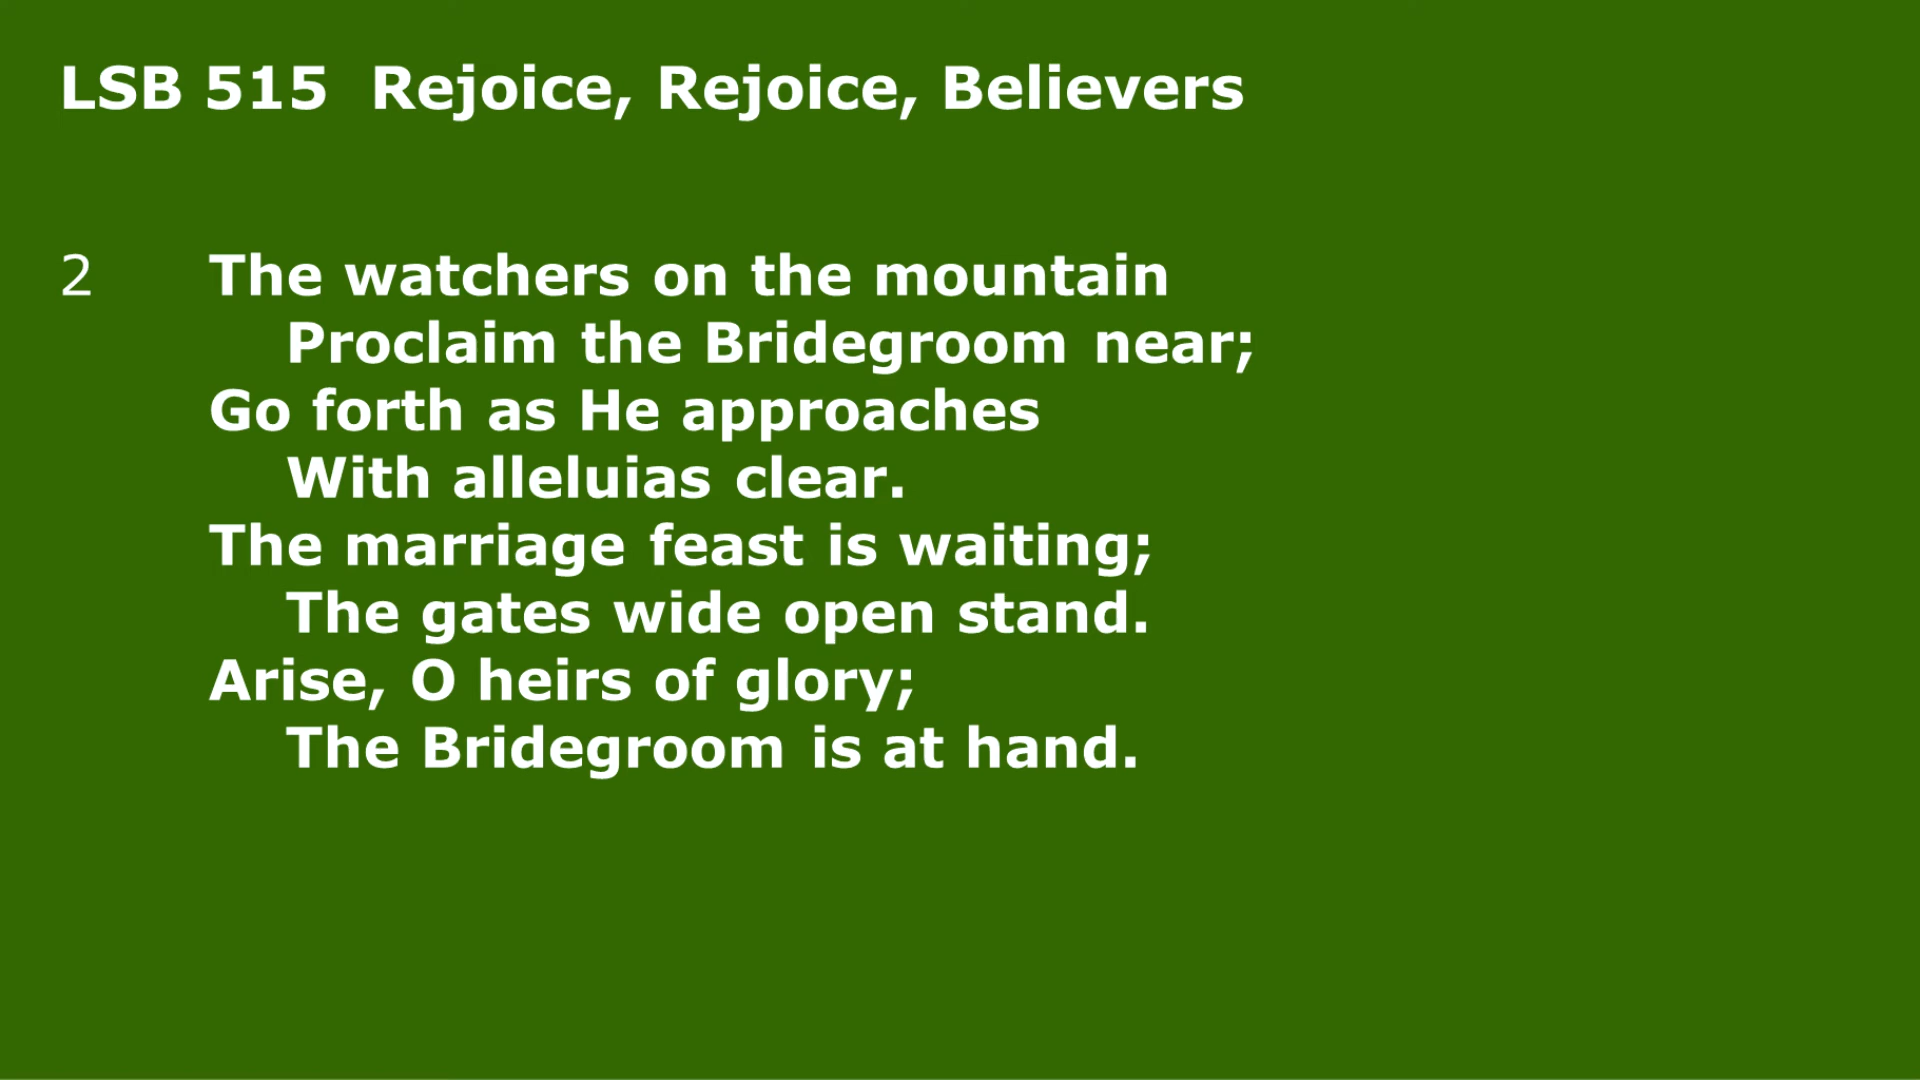 LSB 515  Rejoice, Rejoice, Believers
2 The watchers on the mountain
Proclaim the Bridegroom near;
Go forth as He approaches
With alleluias clear.
The marriage feast is waiting;
The gates wide open stand.
Arise, O heirs of glory;
The Bridegroom is at hand.